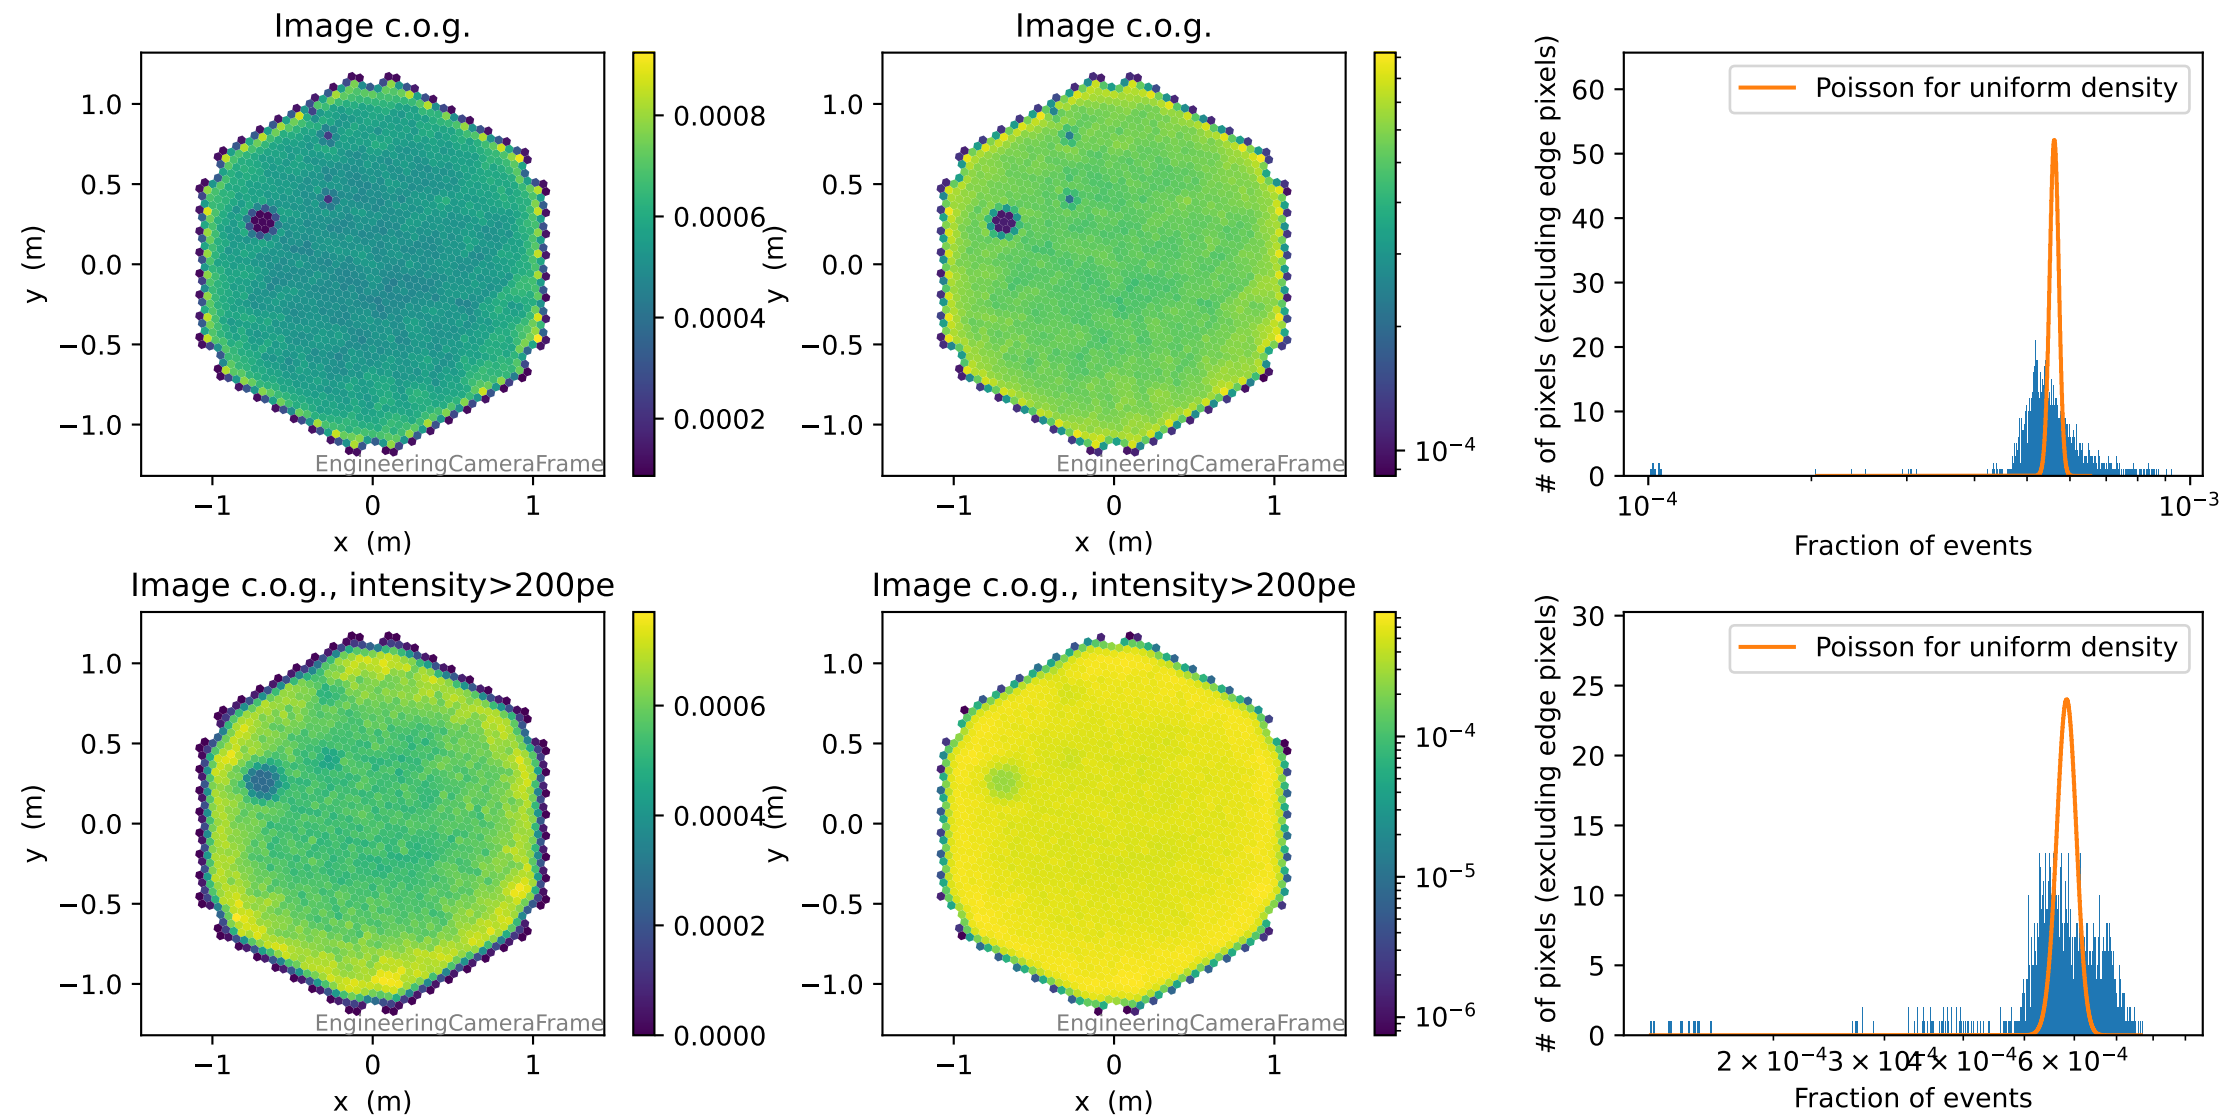 Image c.o.g.
1.0
0.5
0.0
−0.5
−1.0
y (m)
−1
0
1
x (m)
EngineeringCameraFrame
0.0008
0.0006
0.0004
0.0002
Image c.o.g.
1.0
0.5
0.0
−0.5
−1.0
y (m)
−1
0
1
x (m)
EngineeringCameraFrame
10⁻⁴
# of pixels (excluding edge pixels)
60
50
40
30
20
10
0
Poisson for uniform density
10⁻⁴
10⁻³
Fraction of events
Image c.o.g., intensity>200pe
1.0
0.5
0.0
−0.5
−1.0
y (m)
−1
0
1
x (m)
EngineeringCameraFrame
0.0006
0.0004
0.0002
0.0000
Image c.o.g., intensity>200pe
1.0
0.5
0.0
−0.5
−1.0
y (m)
−1
0
1
x (m)
EngineeringCameraFrame
10⁻⁴
10⁻⁵
10⁻⁶
# of pixels (excluding edge pixels)
30
25
20
15
10
5
0
Poisson for uniform density
2 × 10⁻⁴
3 × 10⁻⁴
4 × 10⁻⁴
6 × 10⁻⁴
Fraction of events